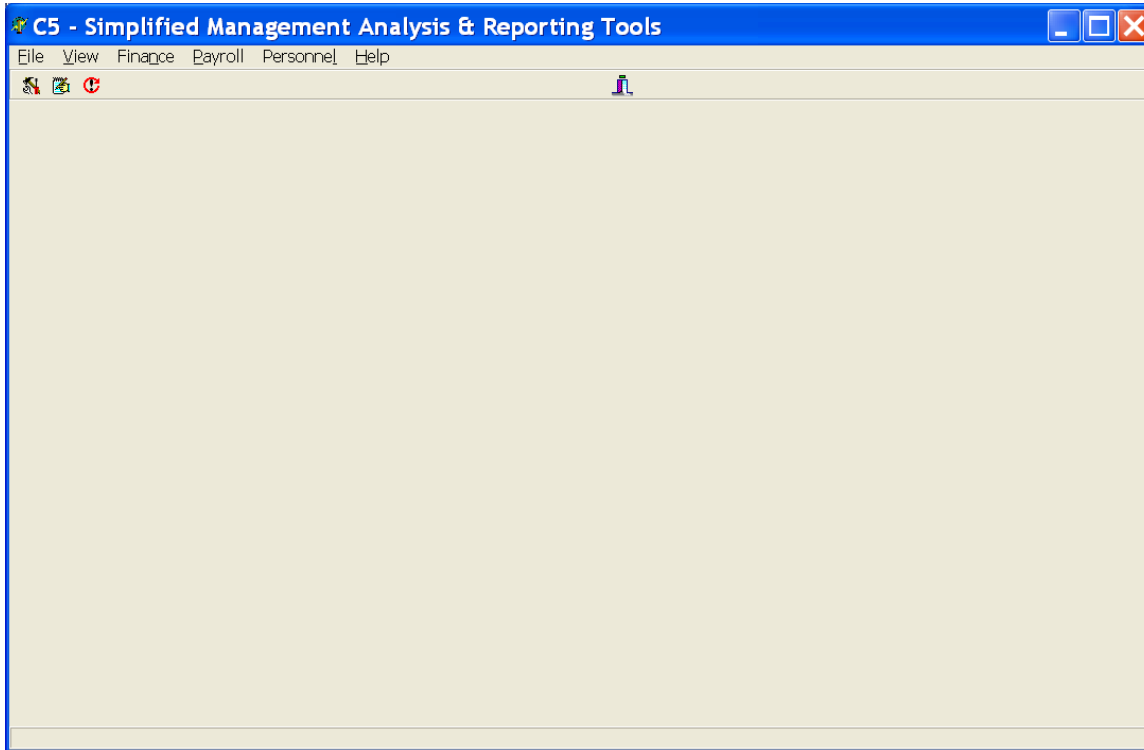 C5 - Simplified Management Analysis & Reporting Tools
File View Finance Payroll Personnel Help